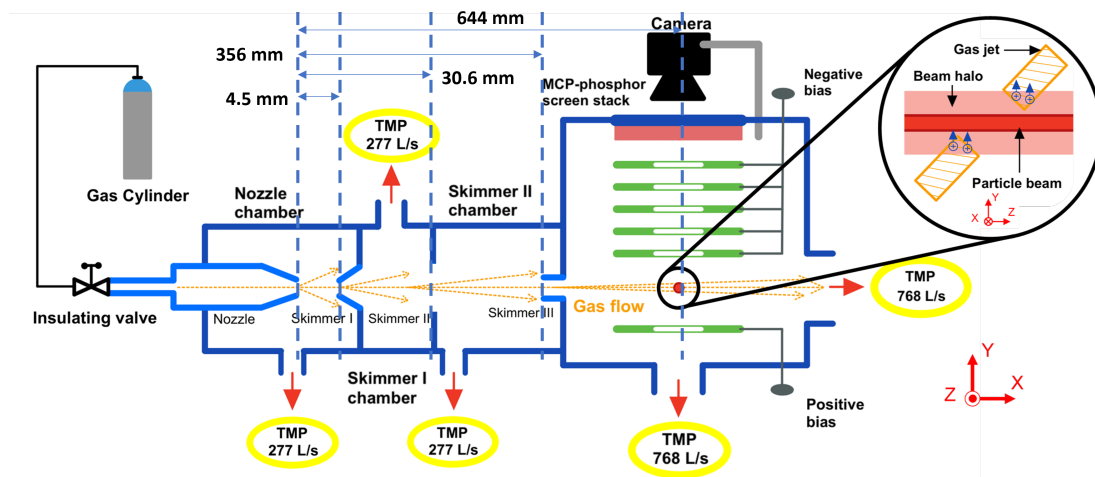 644 mm
Camera
356 mm
30.6 mm
4.5 mm
MCP-phosphor
screen stack
Negative
bias
Gas jet
Beam halo
Particle beam
Y
X
Z
TMP
277 L/s
Gas Cylinder
Nozzle
chamber
Skimmer II
chamber
Insulating valve
Nozzle
Skimmer I
Skimmer II
Skimmer III
Gas flow
TMP
768 L/s
Skimmer I
chamber
Positive
bias
TMP
277 L/s
TMP
277 L/s
TMP
768 L/s
Y
Z
X